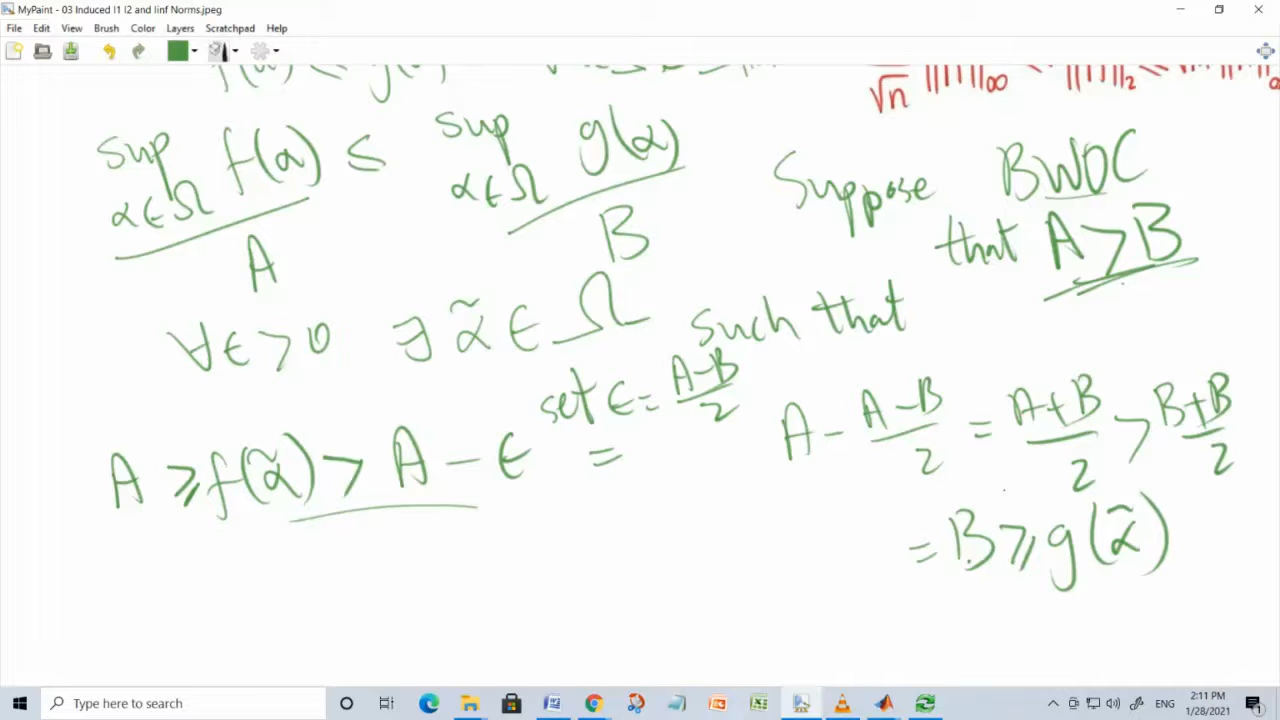 MyPaint - 03 Induced l1 l2 and linf Norms.jpeg
File Edit View Brush Color Layers Scratchpad Help
√n ||·||∞ ||·||₂
sup α∈Ω f(α) ≤ sup α∈Ω g(α)
A B
Suppose BWOC
that A > B
∀ε > 0 ∃ α̃ ∈ Ω such that
set ε = (A-B)/2
A ≥ f(α̃) > A - ε = A - (A-B)/2 = (A+B)/2 > (B+B)/2
= B ≥ g(α̃)
Type here to search
ENG
2:11 PM
1/28/2021
1